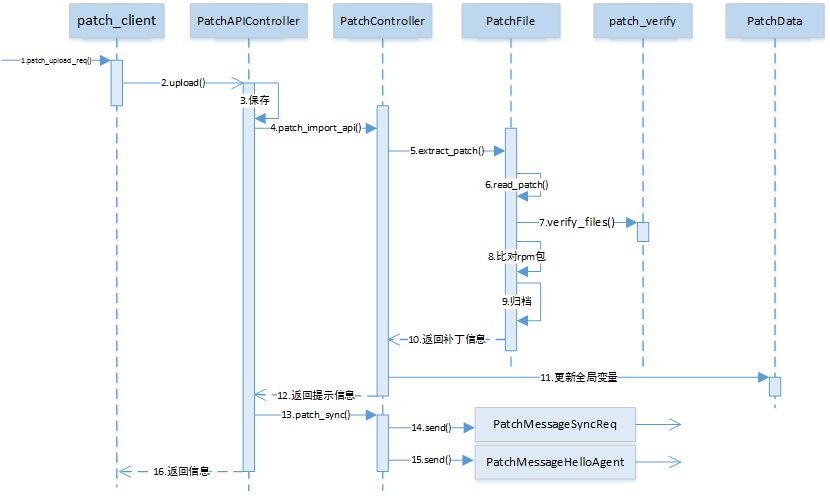 patch_client
PatchAPIController
PatchController
PatchFile
patch_verify
PatchData
1.patch_upload_req()
2.upload()
3.保存
4.patch_import_api()
5.extract_patch()
6.read_patch()
7.verify_files()
8.比对rpm包
9.归档
10.返回补丁信息
11.更新全局变量
12.返回提示信息
13.patch_sync()
14.send()
PatchMessageSyncReq
15.send()
PatchMessageHelloAgent
16.返回信息